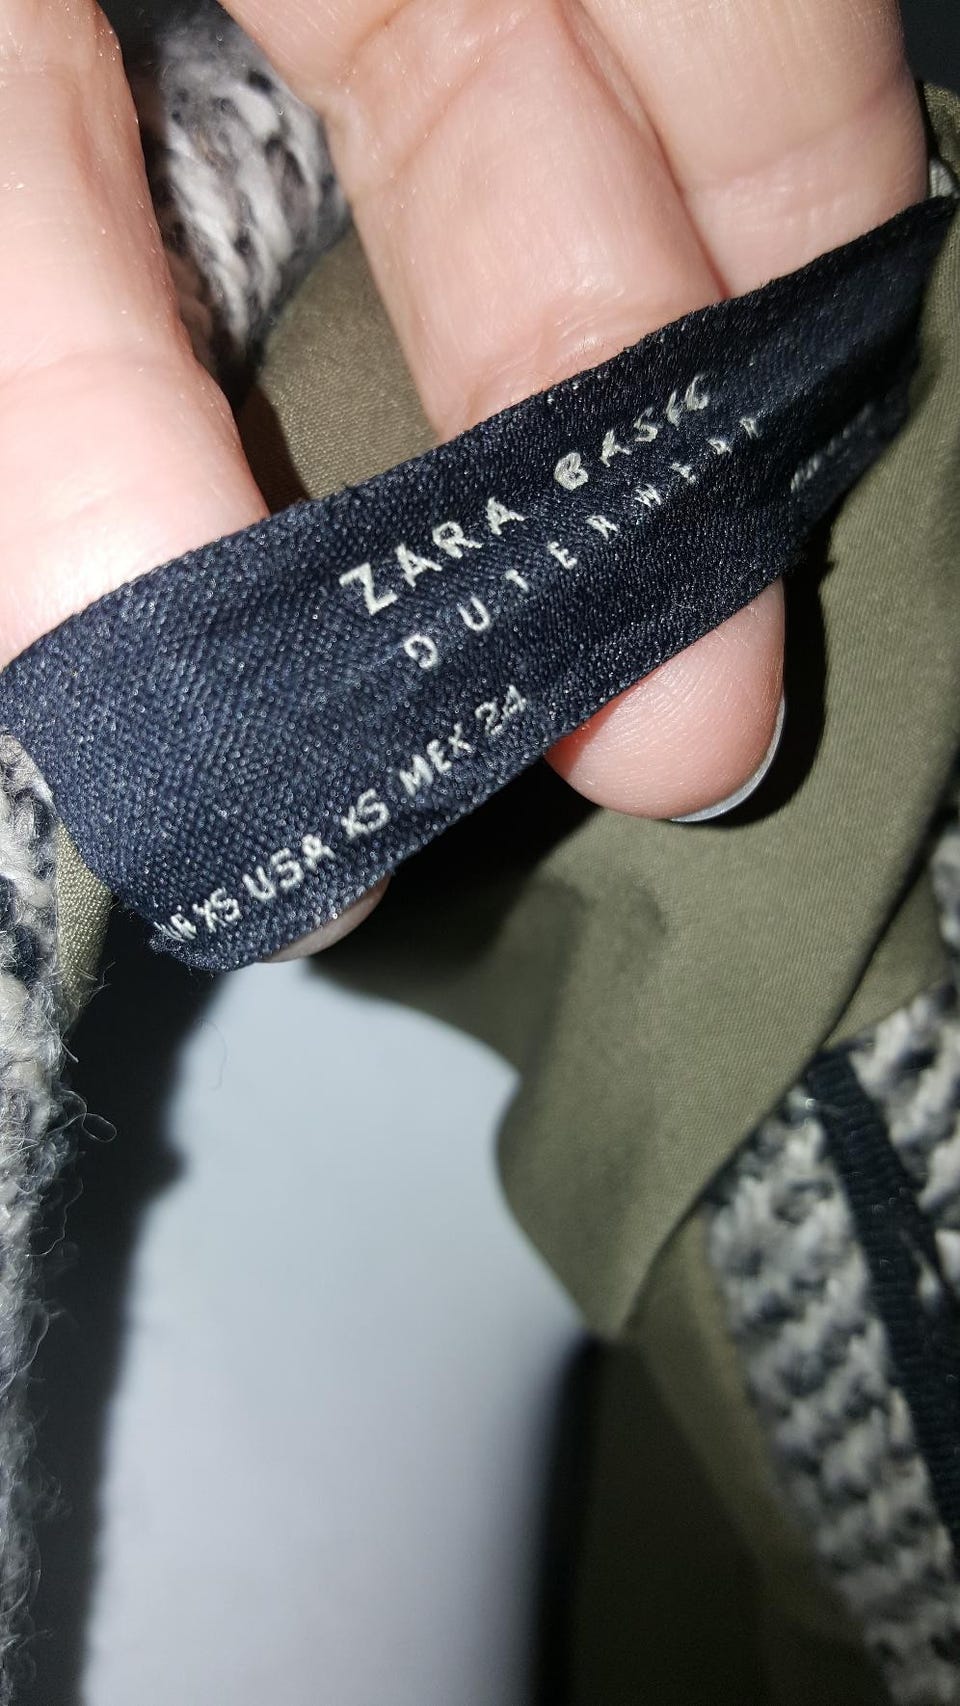 ZARA BASIC
OUTERWEAR
XS USA XS MEX 24